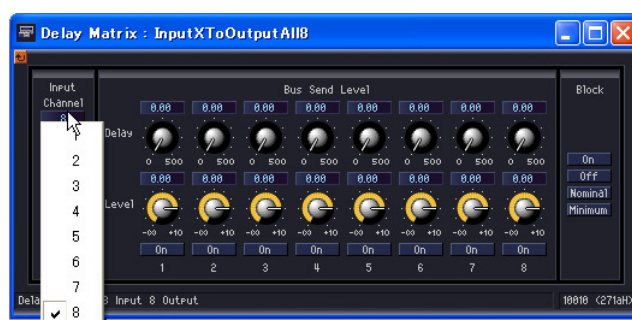 Delay Matrix : InputXToOutputAll8
Input
Channel
8
Bus Send Level
Block
0.00 0.00 0.00 0.00 0.00 0.00 0.00 0.00
Delay
0 500 0 500 0 500 0 500 0 500 0 500 0 500 0 500
0.00 0.00 0.00 0.00 0.00 0.00 0.00 0.00
Level
-∞ +10 -∞ +10 -∞ +10 -∞ +10 -∞ +10 -∞ +10 -∞ +10 -∞ +10
On On On On On On On On
1 2 3 4 5 6 7 8
On
Off
Nominal
Minimum
1
2
3
4
5
6
7
8
Input 8 Output
10010 (271aH)